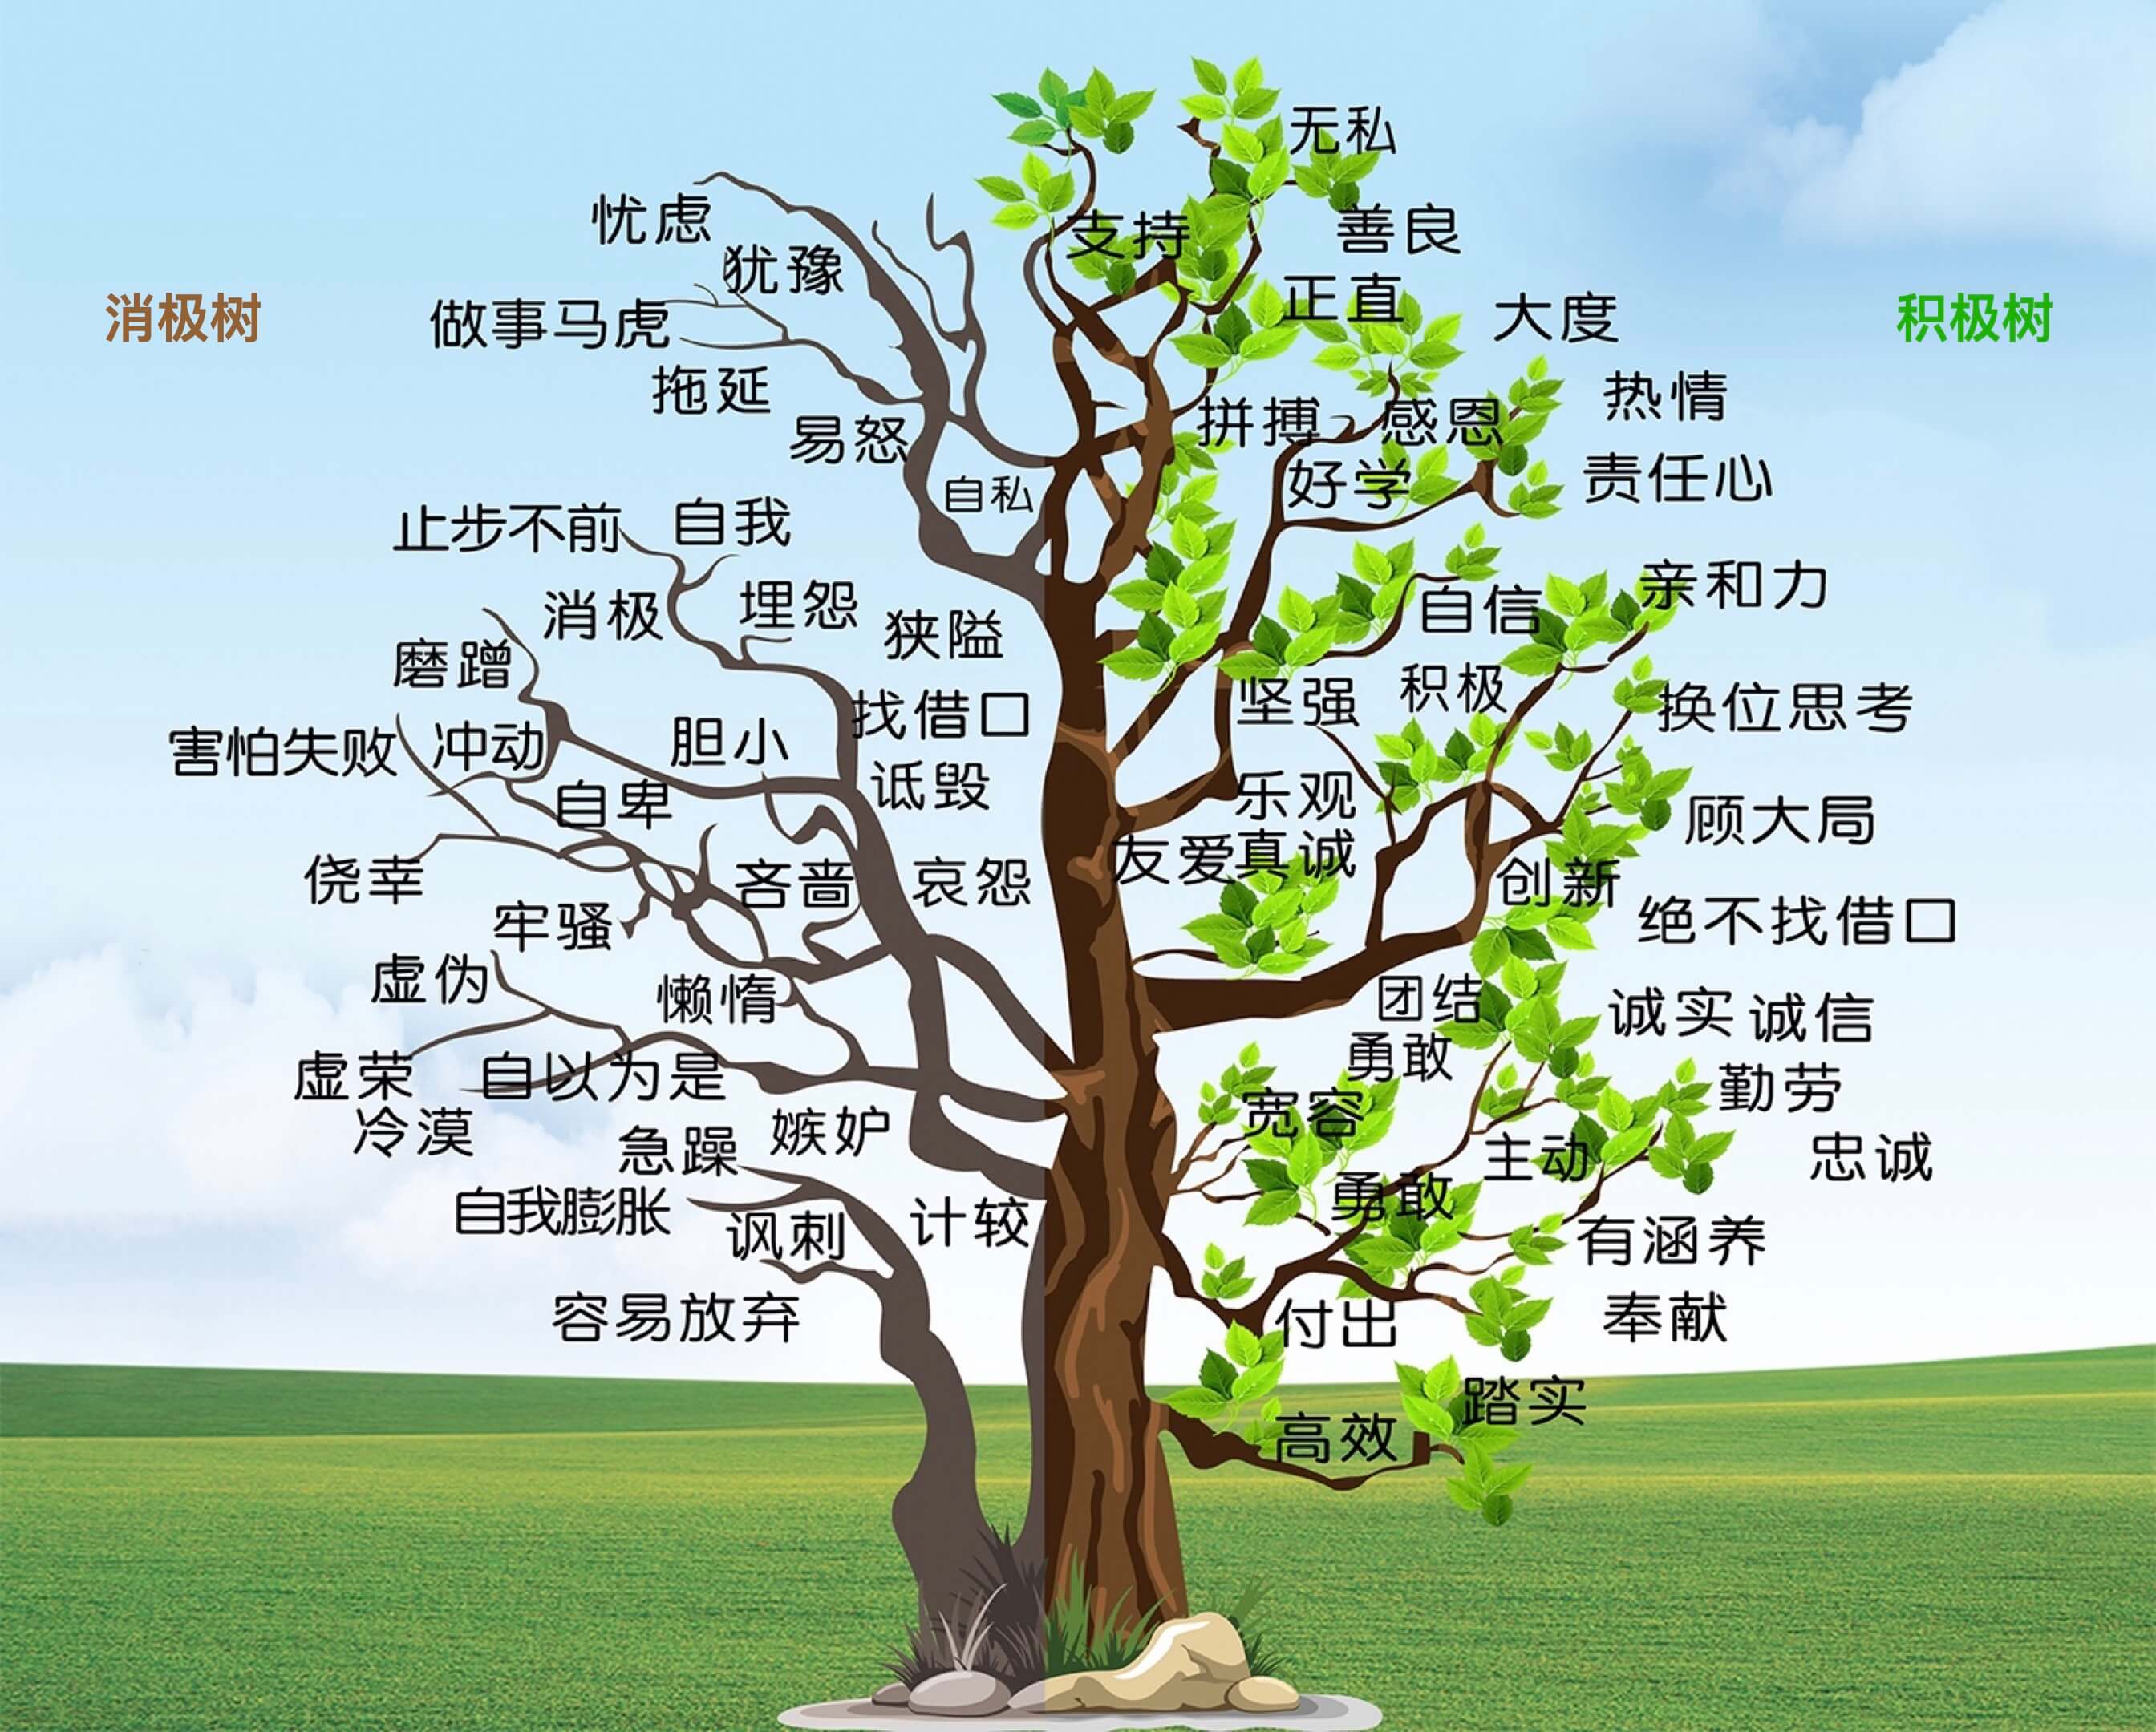 消极树
忧虑
犹豫
做事马虎
拖延
易怒
自私
止步不前
自我
消极
埋怨
狭隘
磨蹭
找借口
害怕失败
冲动
胆小
诋毁
自卑
侥幸
吝啬
哀怨
牢骚
虚伪
懒惰
虚荣
自以为是
冷漠
急躁
嫉妒
自我膨胀
讽刺
计较
容易放弃
积极树
无私
支持
善良
正直
大度
热情
拼搏
感恩
好学
责任心
亲和力
自信
坚强
积极
换位思考
乐观
顾大局
友爱
真诚
创新
绝不找借口
团结
诚实
诚信
勇敢
勤劳
宽容
主动
忠诚
勇敢
有涵养
付出
奉献
踏实
高效